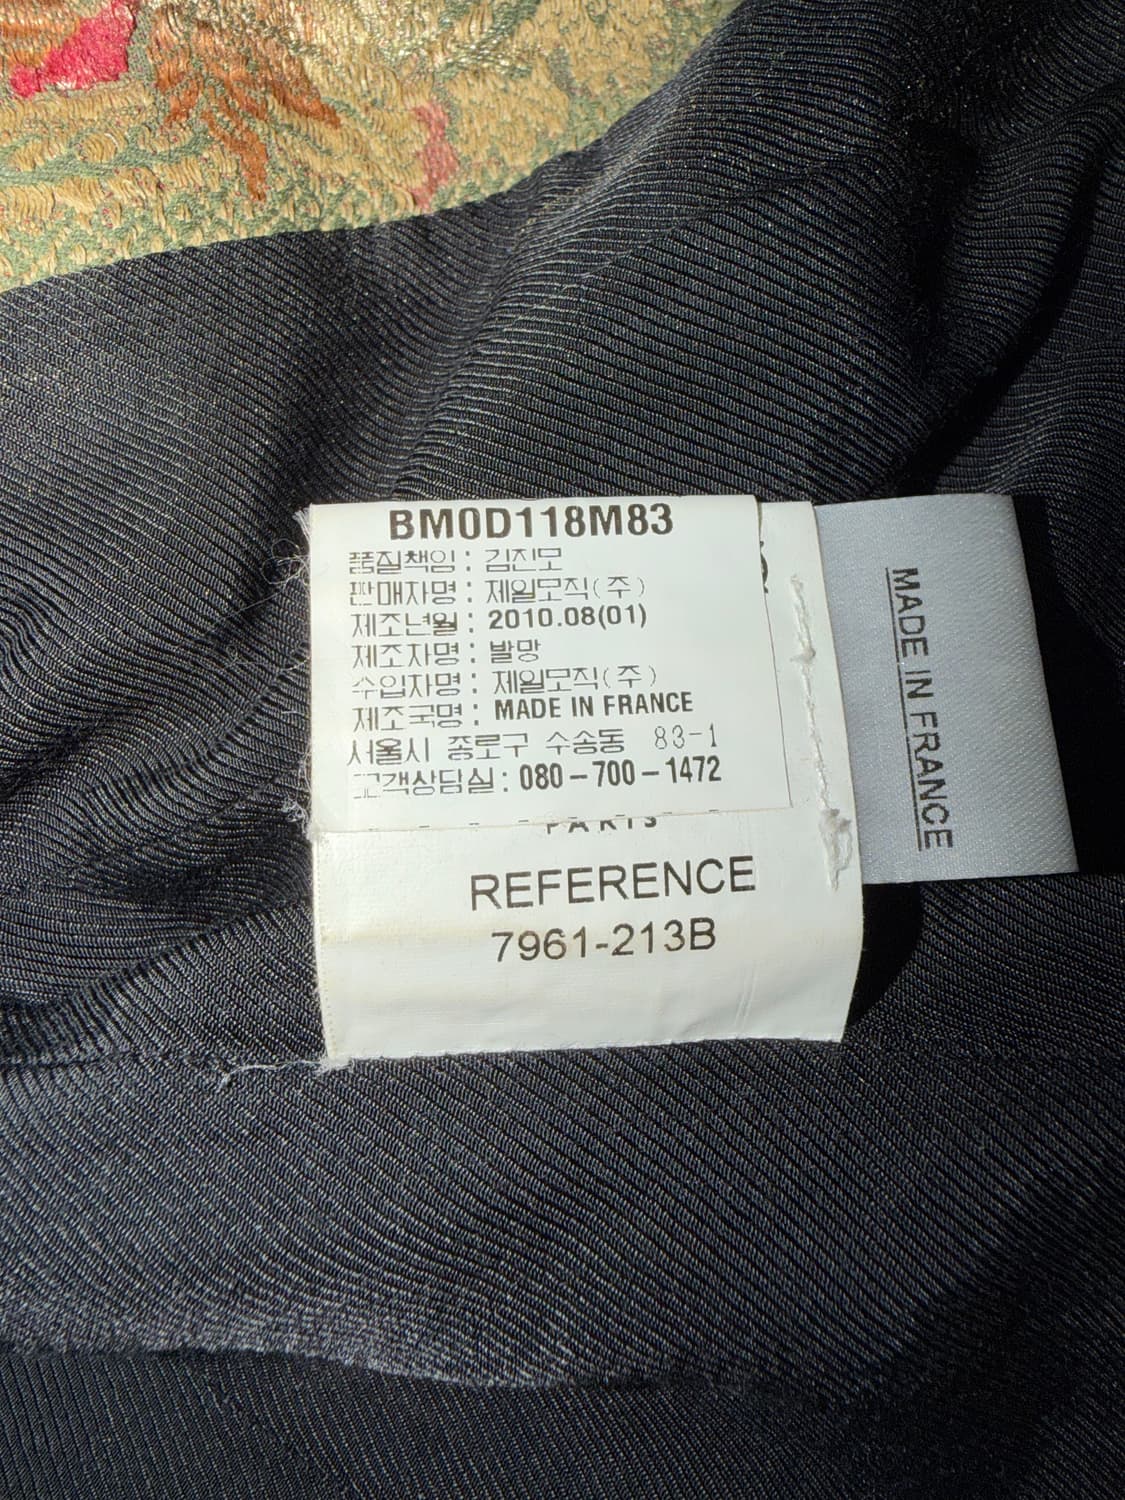 BM0D118M83
품질책임 : 김진모
판매자명 : 제일모직(주)
제조년월 : 2010.08(01)
제조자명 : 발망
수입자명 : 제일모직(주)
제조국명 : MADE IN FRANCE
서울시 종로구 수송동 83-1
고객상담실 : 080-700-1472
PARIS
REFERENCE
7961-213B
MADE IN FRANCE